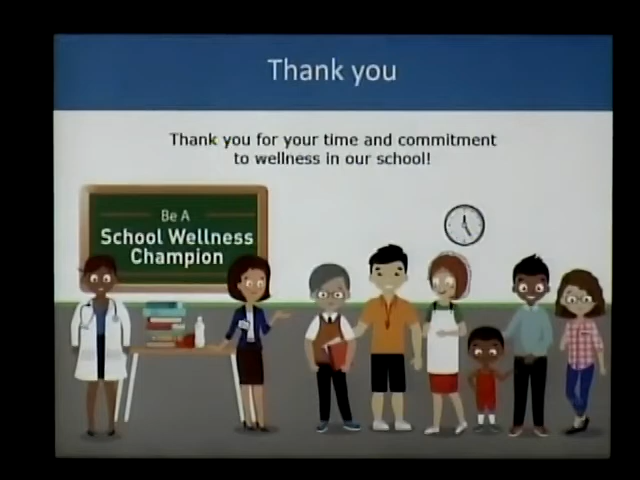 Thank you
Thank you for your time and commitment
to wellness in our school!
Be A
School Wellness
Champion